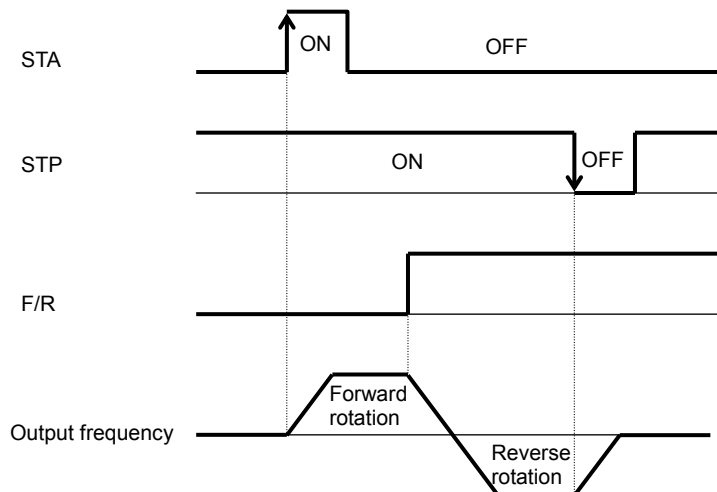 STA
ON
OFF
STP
ON
OFF
F/R
Output frequency
Forward
rotation
Reverse
rotation